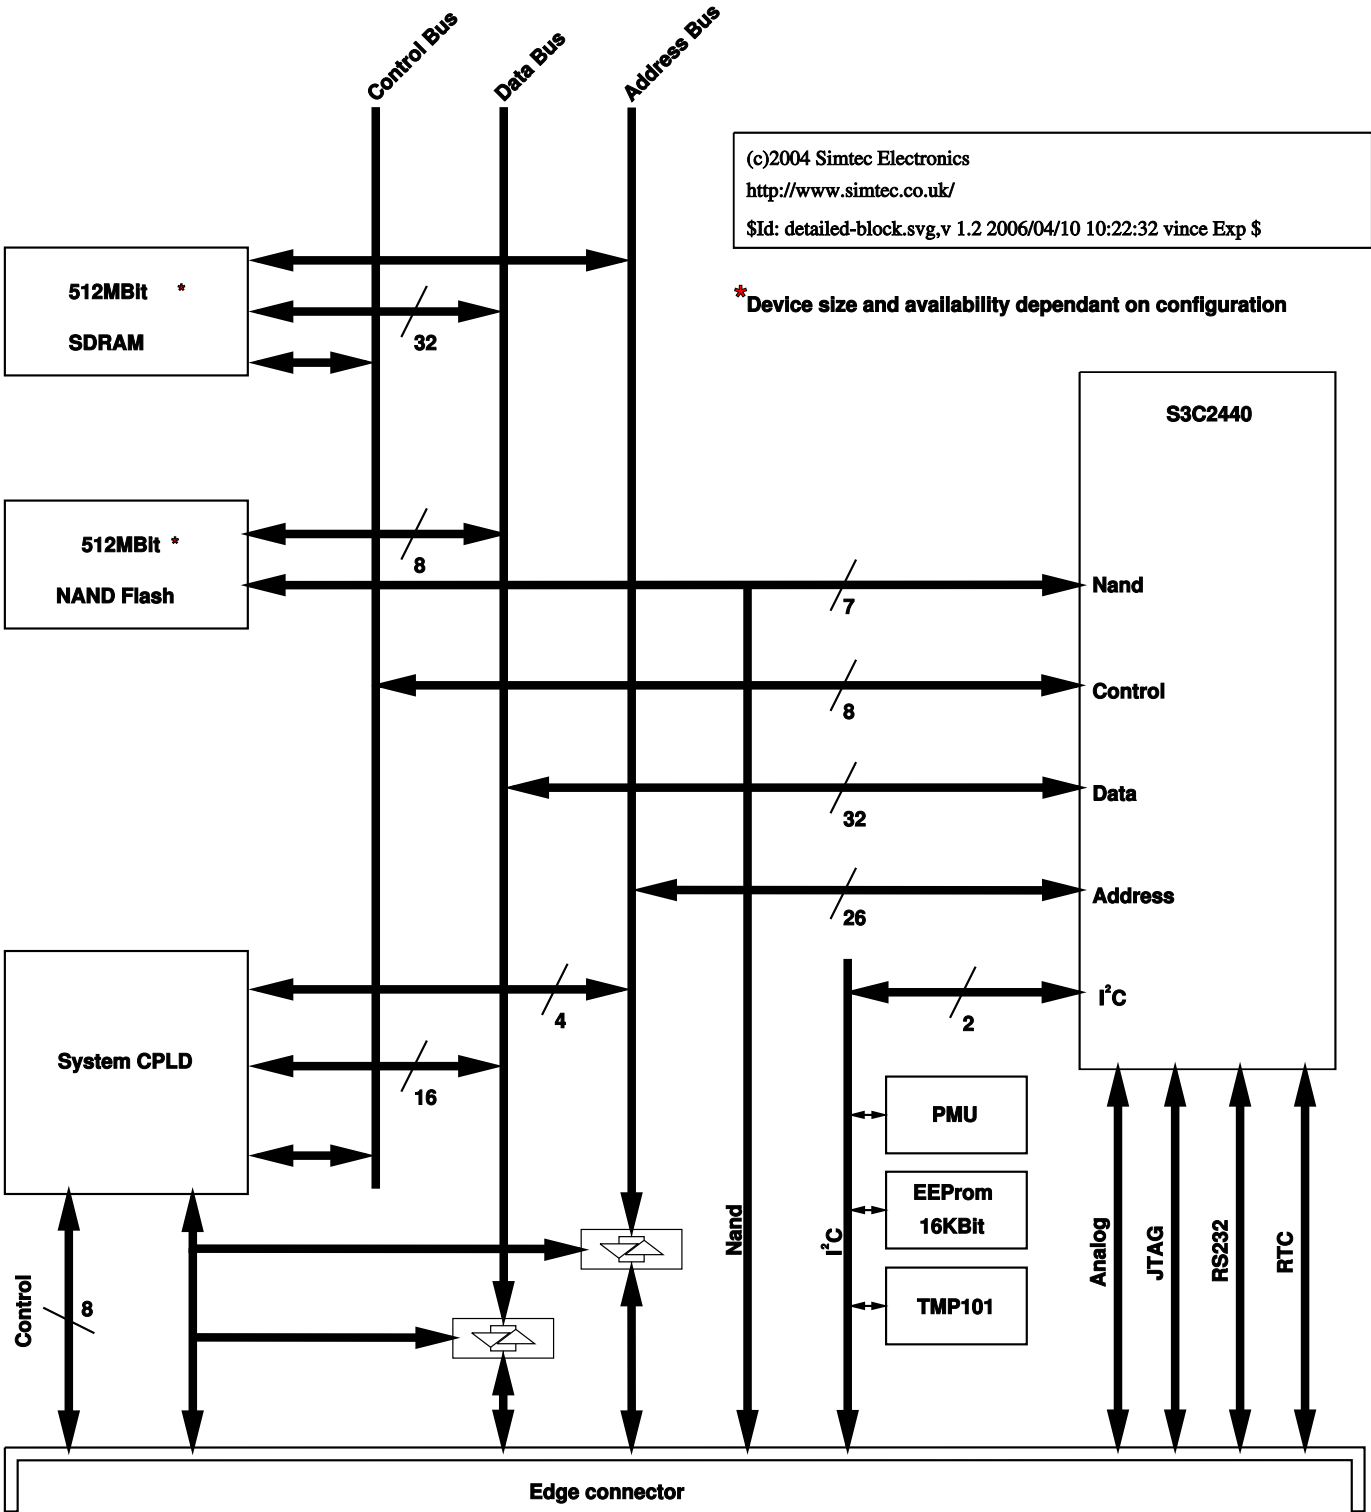 Control Bus
Data Bus
Address Bus
(c)2004 Simtec Electronics
http://www.simtec.co.uk/
$Id: detailed-block.svg,v 1.2 2006/04/10 10:22:32 vince Exp $
*Device size and availability dependant on configuration
512MBit *
SDRAM
32
S3C2440
512MBit *
NAND Flash
8
7
Nand
8
Control
32
Data
26
Address
4
2
I²C
System CPLD
16
PMU
EEProm
16KBit
TMP101
Control
8
Nand
I²C
Analog
JTAG
RS232
RTC
Edge connector